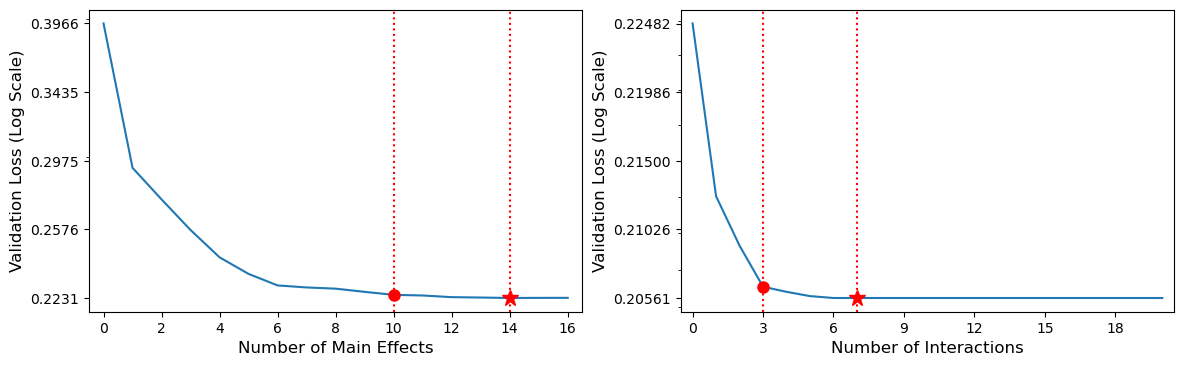 Validation Loss (Log Scale)
0.3966
0.3435
0.2975
0.2576
0.2231
0 2 4 6 8 10 12 14 16
Number of Main Effects
Validation Loss (Log Scale)
0.22482
0.21986
0.21500
0.21026
0.20561
0 3 6 9 12 15 18
Number of Interactions